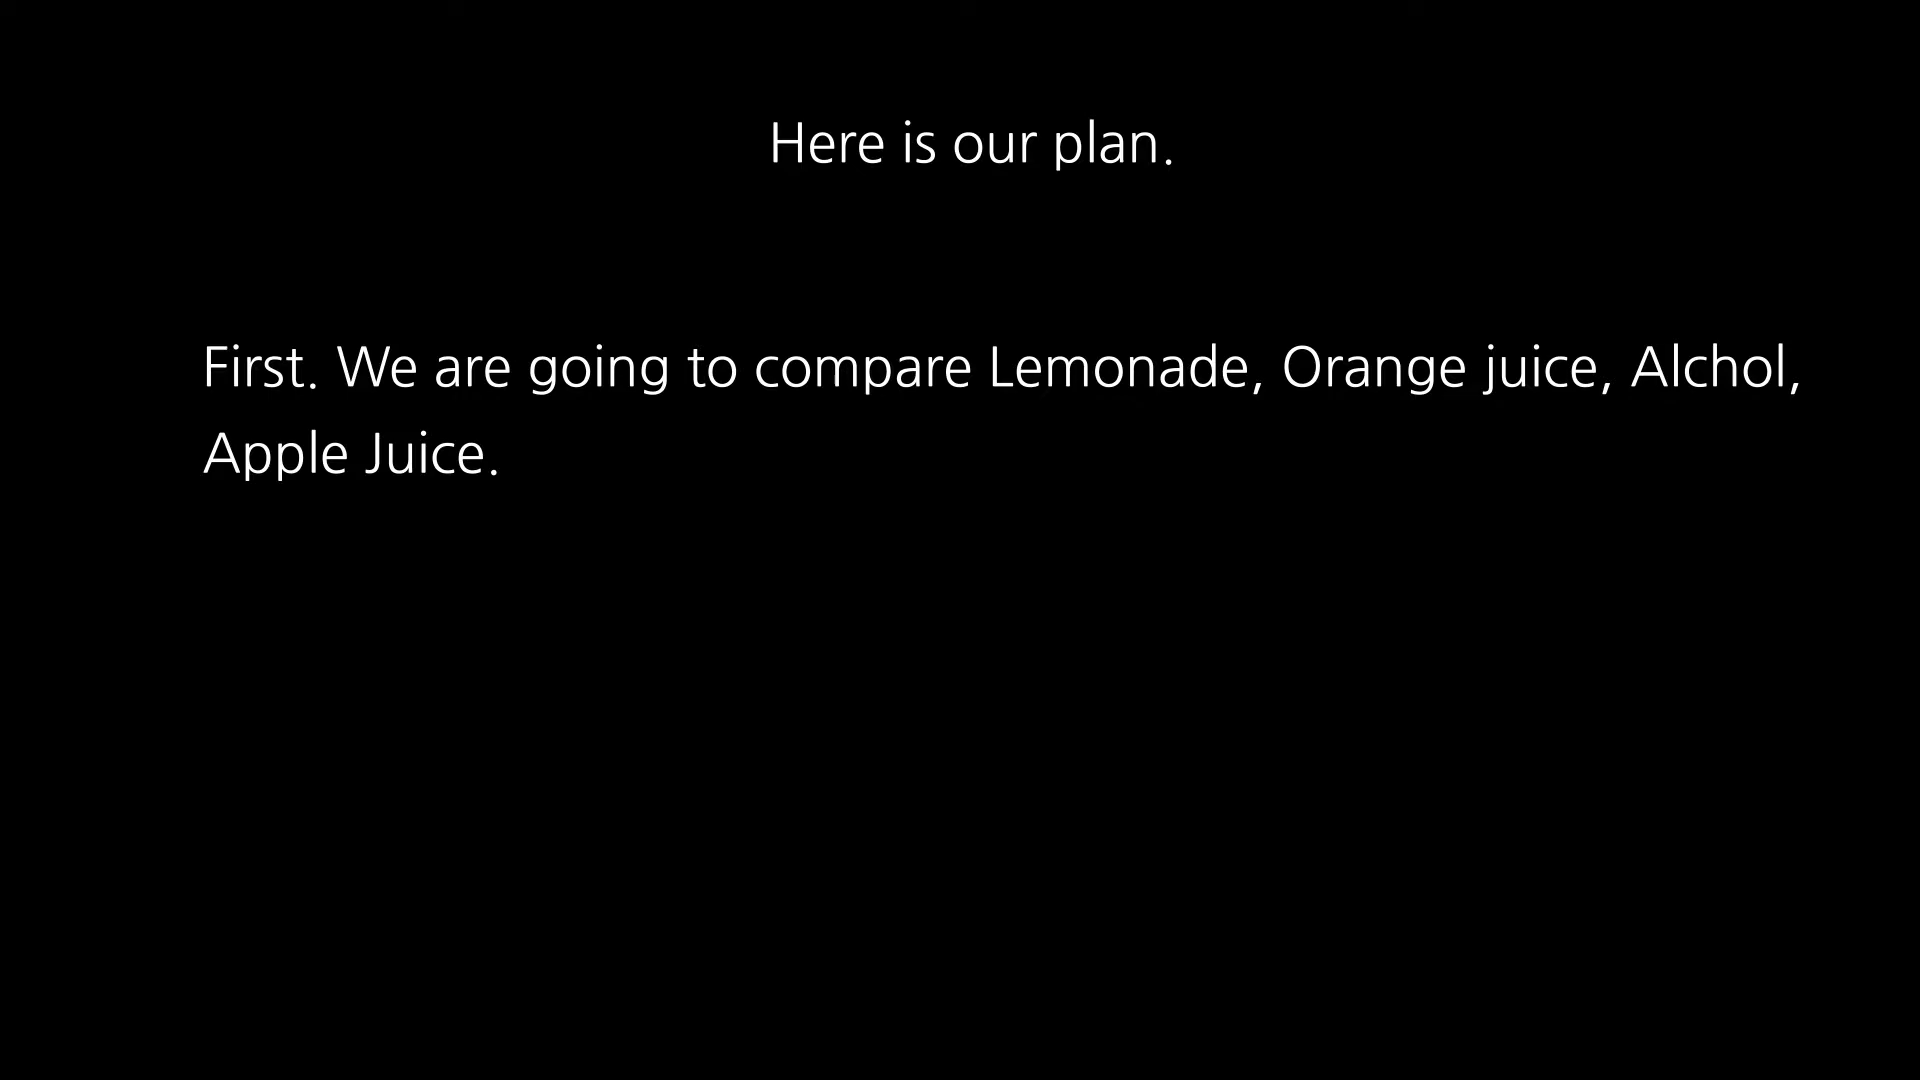 Here is our plan.
First. We are going to compare Lemonade, Orange juice, Alchol,
Apple Juice.